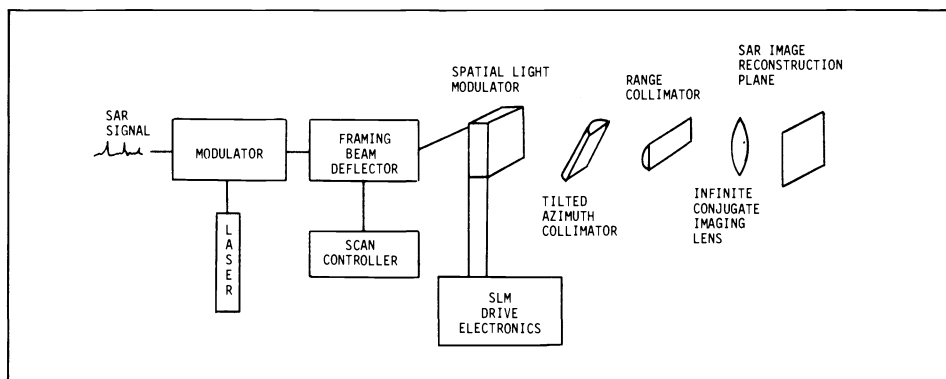 SAR
SIGNAL
MODULATOR
LASER
FRAMING
BEAM
DEFLECTOR
SCAN
CONTROLLER
SPATIAL LIGHT
MODULATOR
SLM
DRIVE
ELECTRONICS
TILTED
AZIMUTH
COLLIMATOR
RANGE
COLLIMATOR
INFINITE
CONJUGATE
IMAGING
LENS
SAR IMAGE
RECONSTRUCTION
PLANE